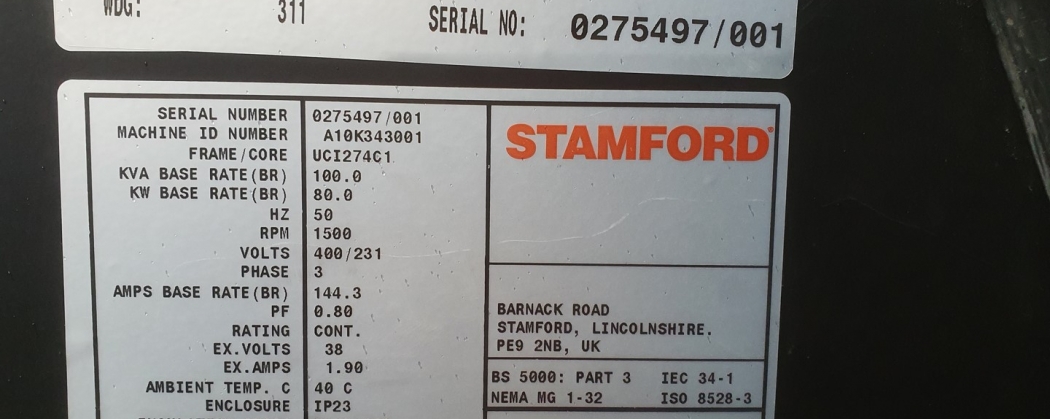 WDG: 311 SERIAL NO: 0275497/001
SERIAL NUMBER 0275497/001
MACHINE ID NUMBER A10K343001
FRAME/CORE UCI274C1
KVA BASE RATE(BR) 100.0
KW BASE RATE(BR) 80.0
HZ 50
RPM 1500
VOLTS 400/231
PHASE 3
AMPS BASE RATE(BR) 144.3
PF 0.80
RATING CONT.
EX.VOLTS 38
EX.AMPS 1.90
AMBIENT TEMP. C 40 C
ENCLOSURE IP23
STAMFORD
BARNACK ROAD
STAMFORD, LINCOLNSHIRE.
PE9 2NB, UK
BS 5000: PART 3 IEC 34-1
NEMA MG 1-32 ISO 8528-3